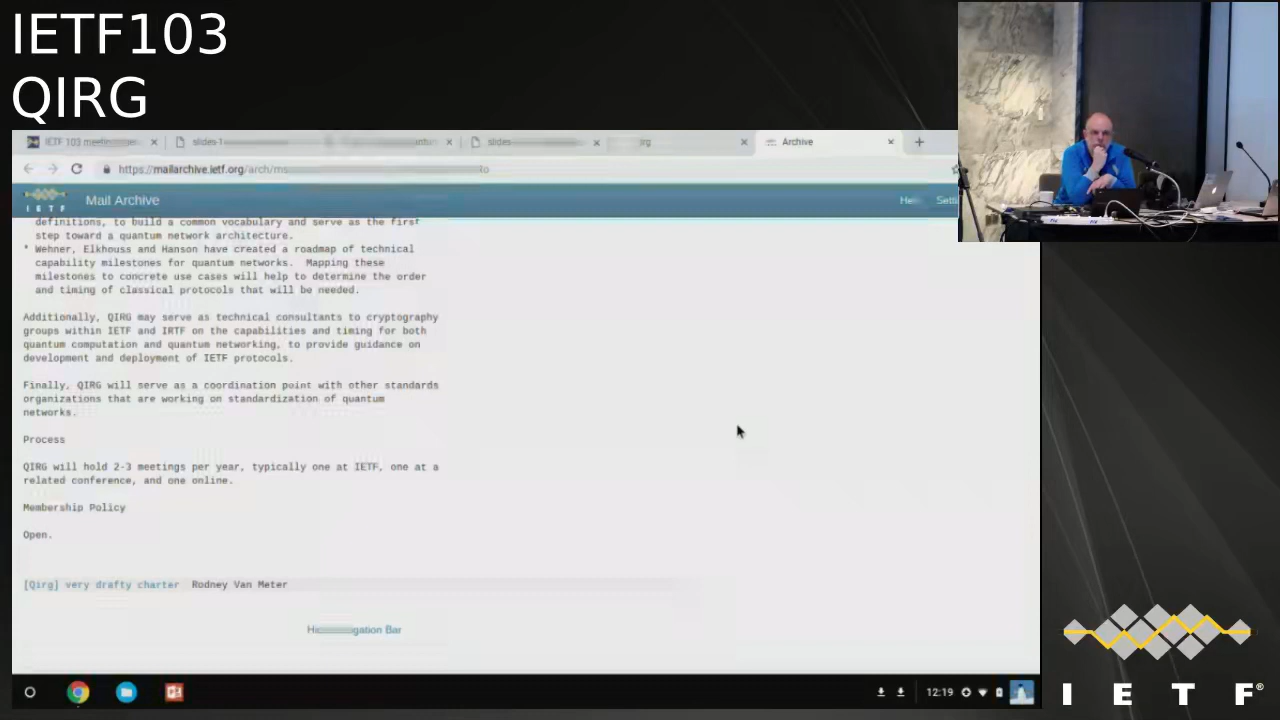 IETF103
QIRG
IETF 103
slides-1
slides
Archive
https://mailarchive.ietf.org/arch/ms
I E T F
Mail Archive
definitions, to build a common vocabulary and serve as the first
step toward a quantum network architecture.
* Wehner, Elkhouss and Hanson have created a roadmap of technical
capability milestones for quantum networks. Mapping these
milestones to concrete use cases will help to determine the order
and timing of classical protocols that will be needed.
Additionally, QIRG may serve as technical consultants to cryptography
groups within IETF and IRTF on the capabilities and timing for both
quantum computation and quantum networking, to provide guidance on
development and deployment of IETF protocols.
Finally, QIRG will serve as a coordination point with other standards
organizations that are working on standardization of quantum
networks.
Process
QIRG will hold 2-3 meetings per year, typically one at IETF, one at a
related conference, and one online.
Membership Policy
Open.
[Qirg] very drafty charter Rodney Van Meter
Bar
12:19
I E T F®